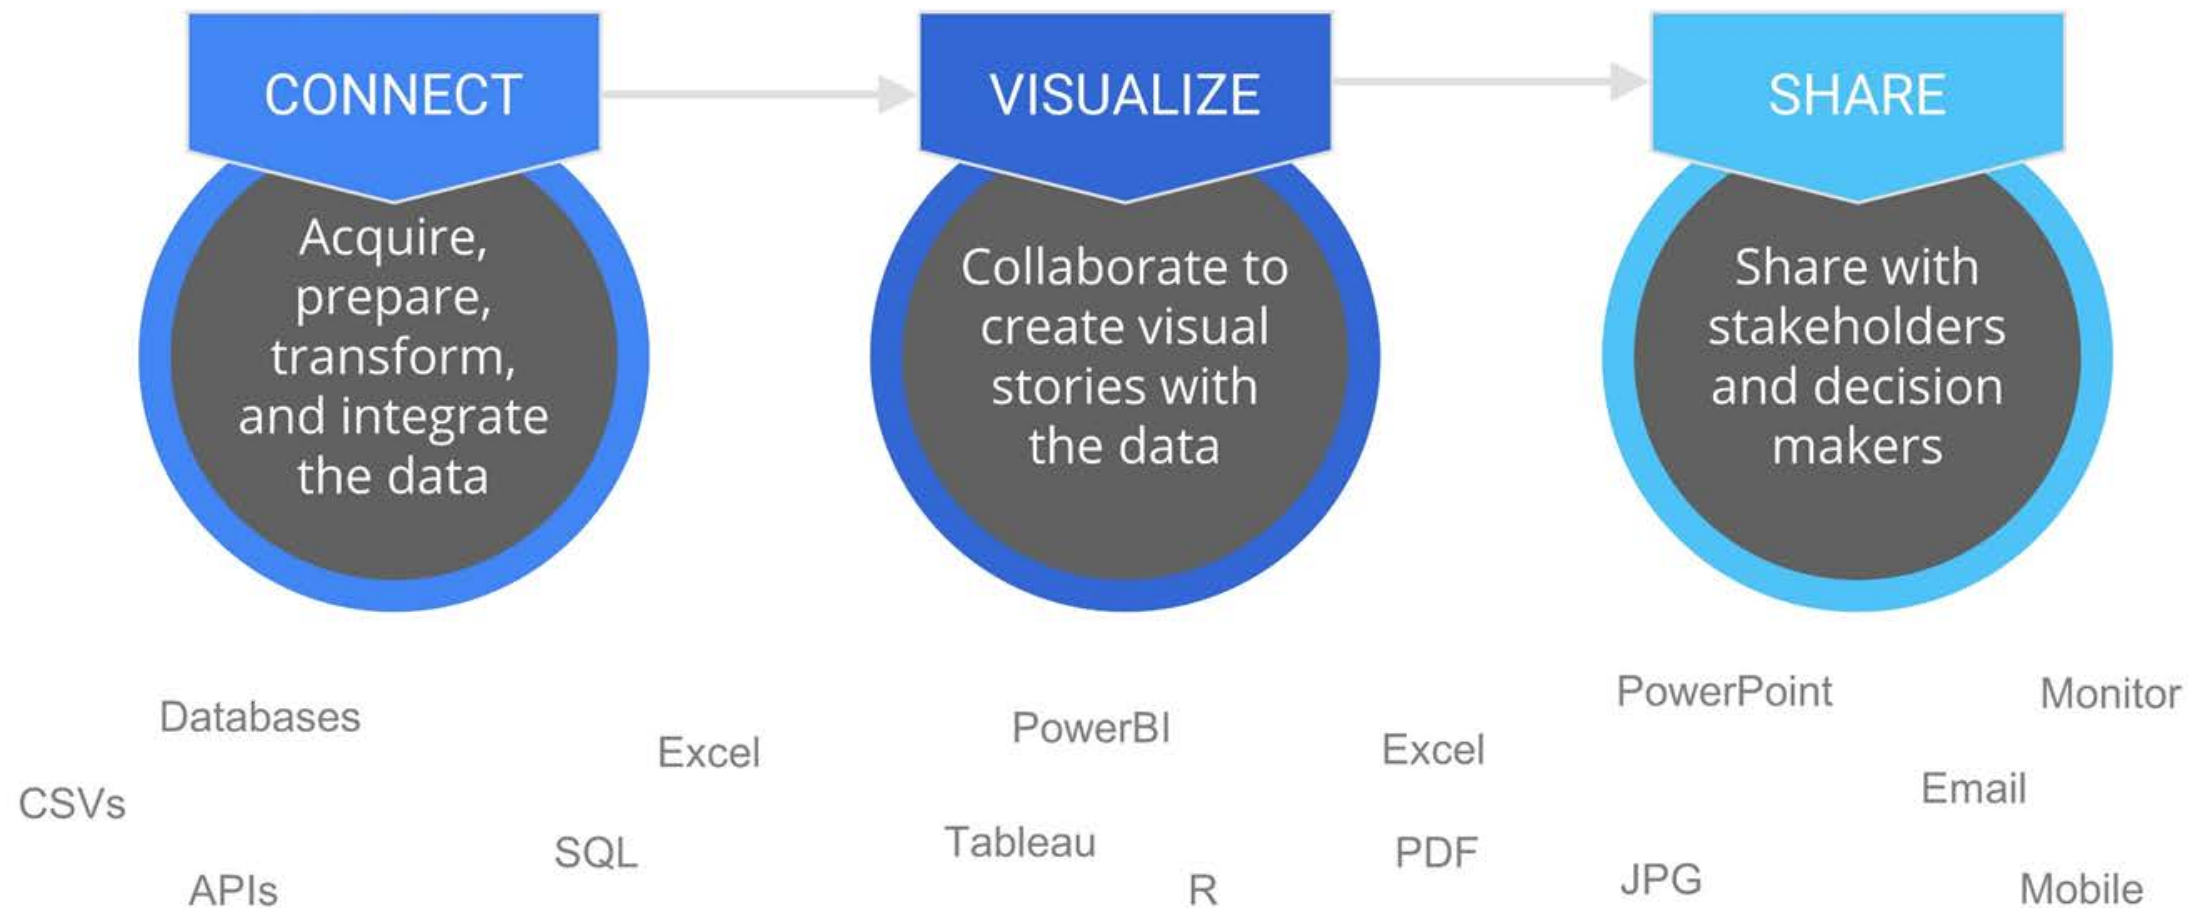 CONNECT
Acquire,
prepare,
transform,
and integrate
the data
VISUALIZE
Collaborate to
create visual
stories with
the data
SHARE
Share with
stakeholders
and decision
makers
Databases
Excel
CSVs
SQL
APIs
PowerBI
Excel
Tableau
PDF
R
PowerPoint
Monitor
Email
JPG
Mobile